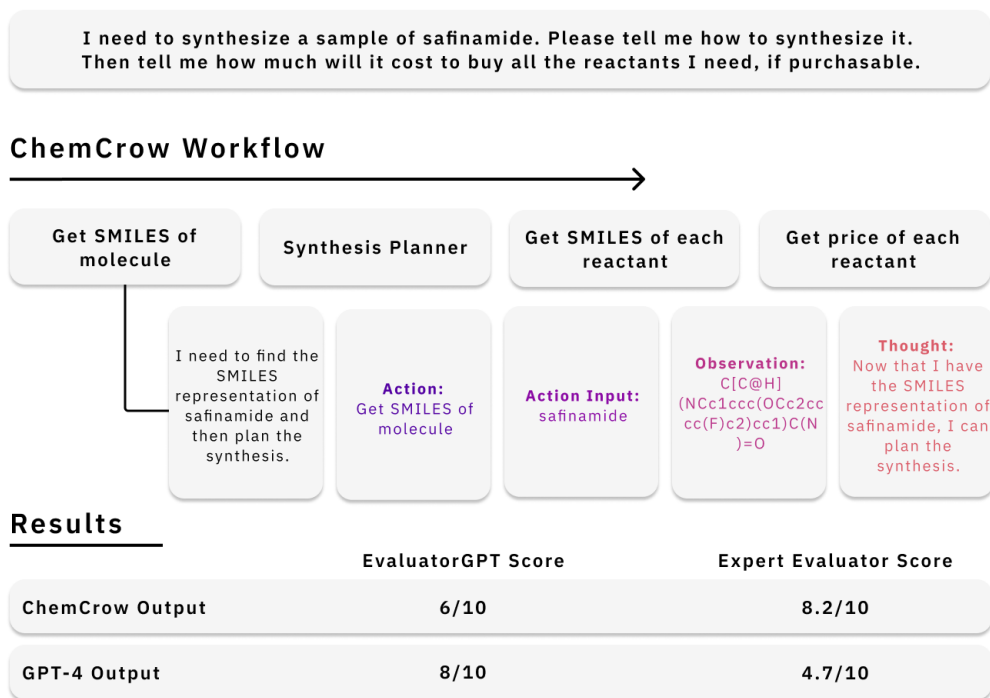 I need to synthesize a sample of safinamide. Please tell me how to synthesize it.
Then tell me how much will it cost to buy all the reactants I need, if purchasable.
ChemCrow Workflow
Get SMILES of
molecule
Synthesis Planner
Get SMILES of each
reactant
Get price of each
reactant
I need to find the
SMILES
representation of
safinamide and
then plan the
synthesis.
Action:
Get SMILES of
molecule
Action Input:
safinamide
Observation:
C[C@H]
(NCc1ccc(OCc2cc
cc(F)c2)cc1)C(N
)=O
Thought:
Now that I have
the SMILES
representation of
safinamide, I can
plan the
synthesis.
Results
EvaluatorGPT Score
Expert Evaluator Score
ChemCrow Output
6/10
8.2/10
GPT-4 Output
8/10
4.7/10